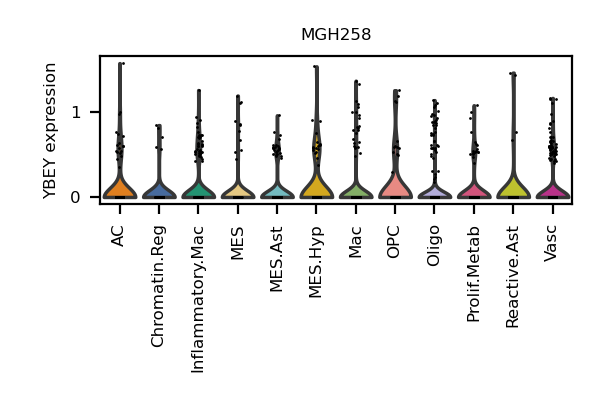 MGH258
YBEY expression
1
0
AC
Chromatin.Reg
Inflammatory.Mac
MES
MES.Ast
MES.Hyp
Mac
OPC
Oligo
Prolif.Metab
Reactive.Ast
Vasc